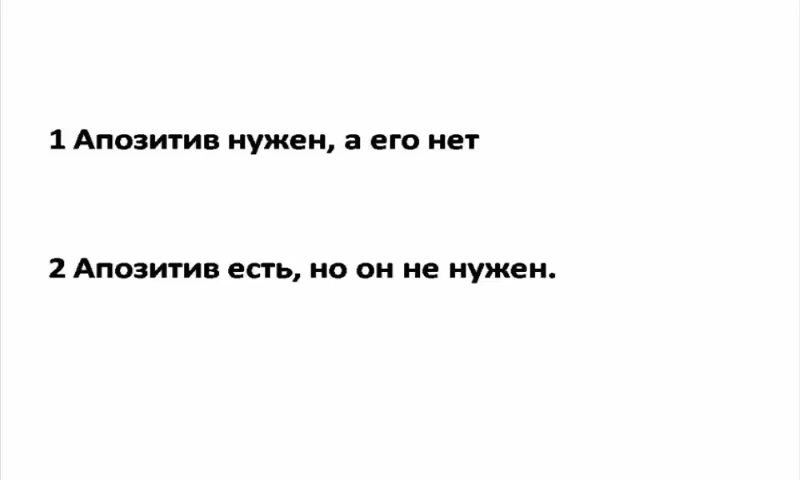 1 Апозитив нужен, а его нет
2 Апозитив есть, но он не нужен.